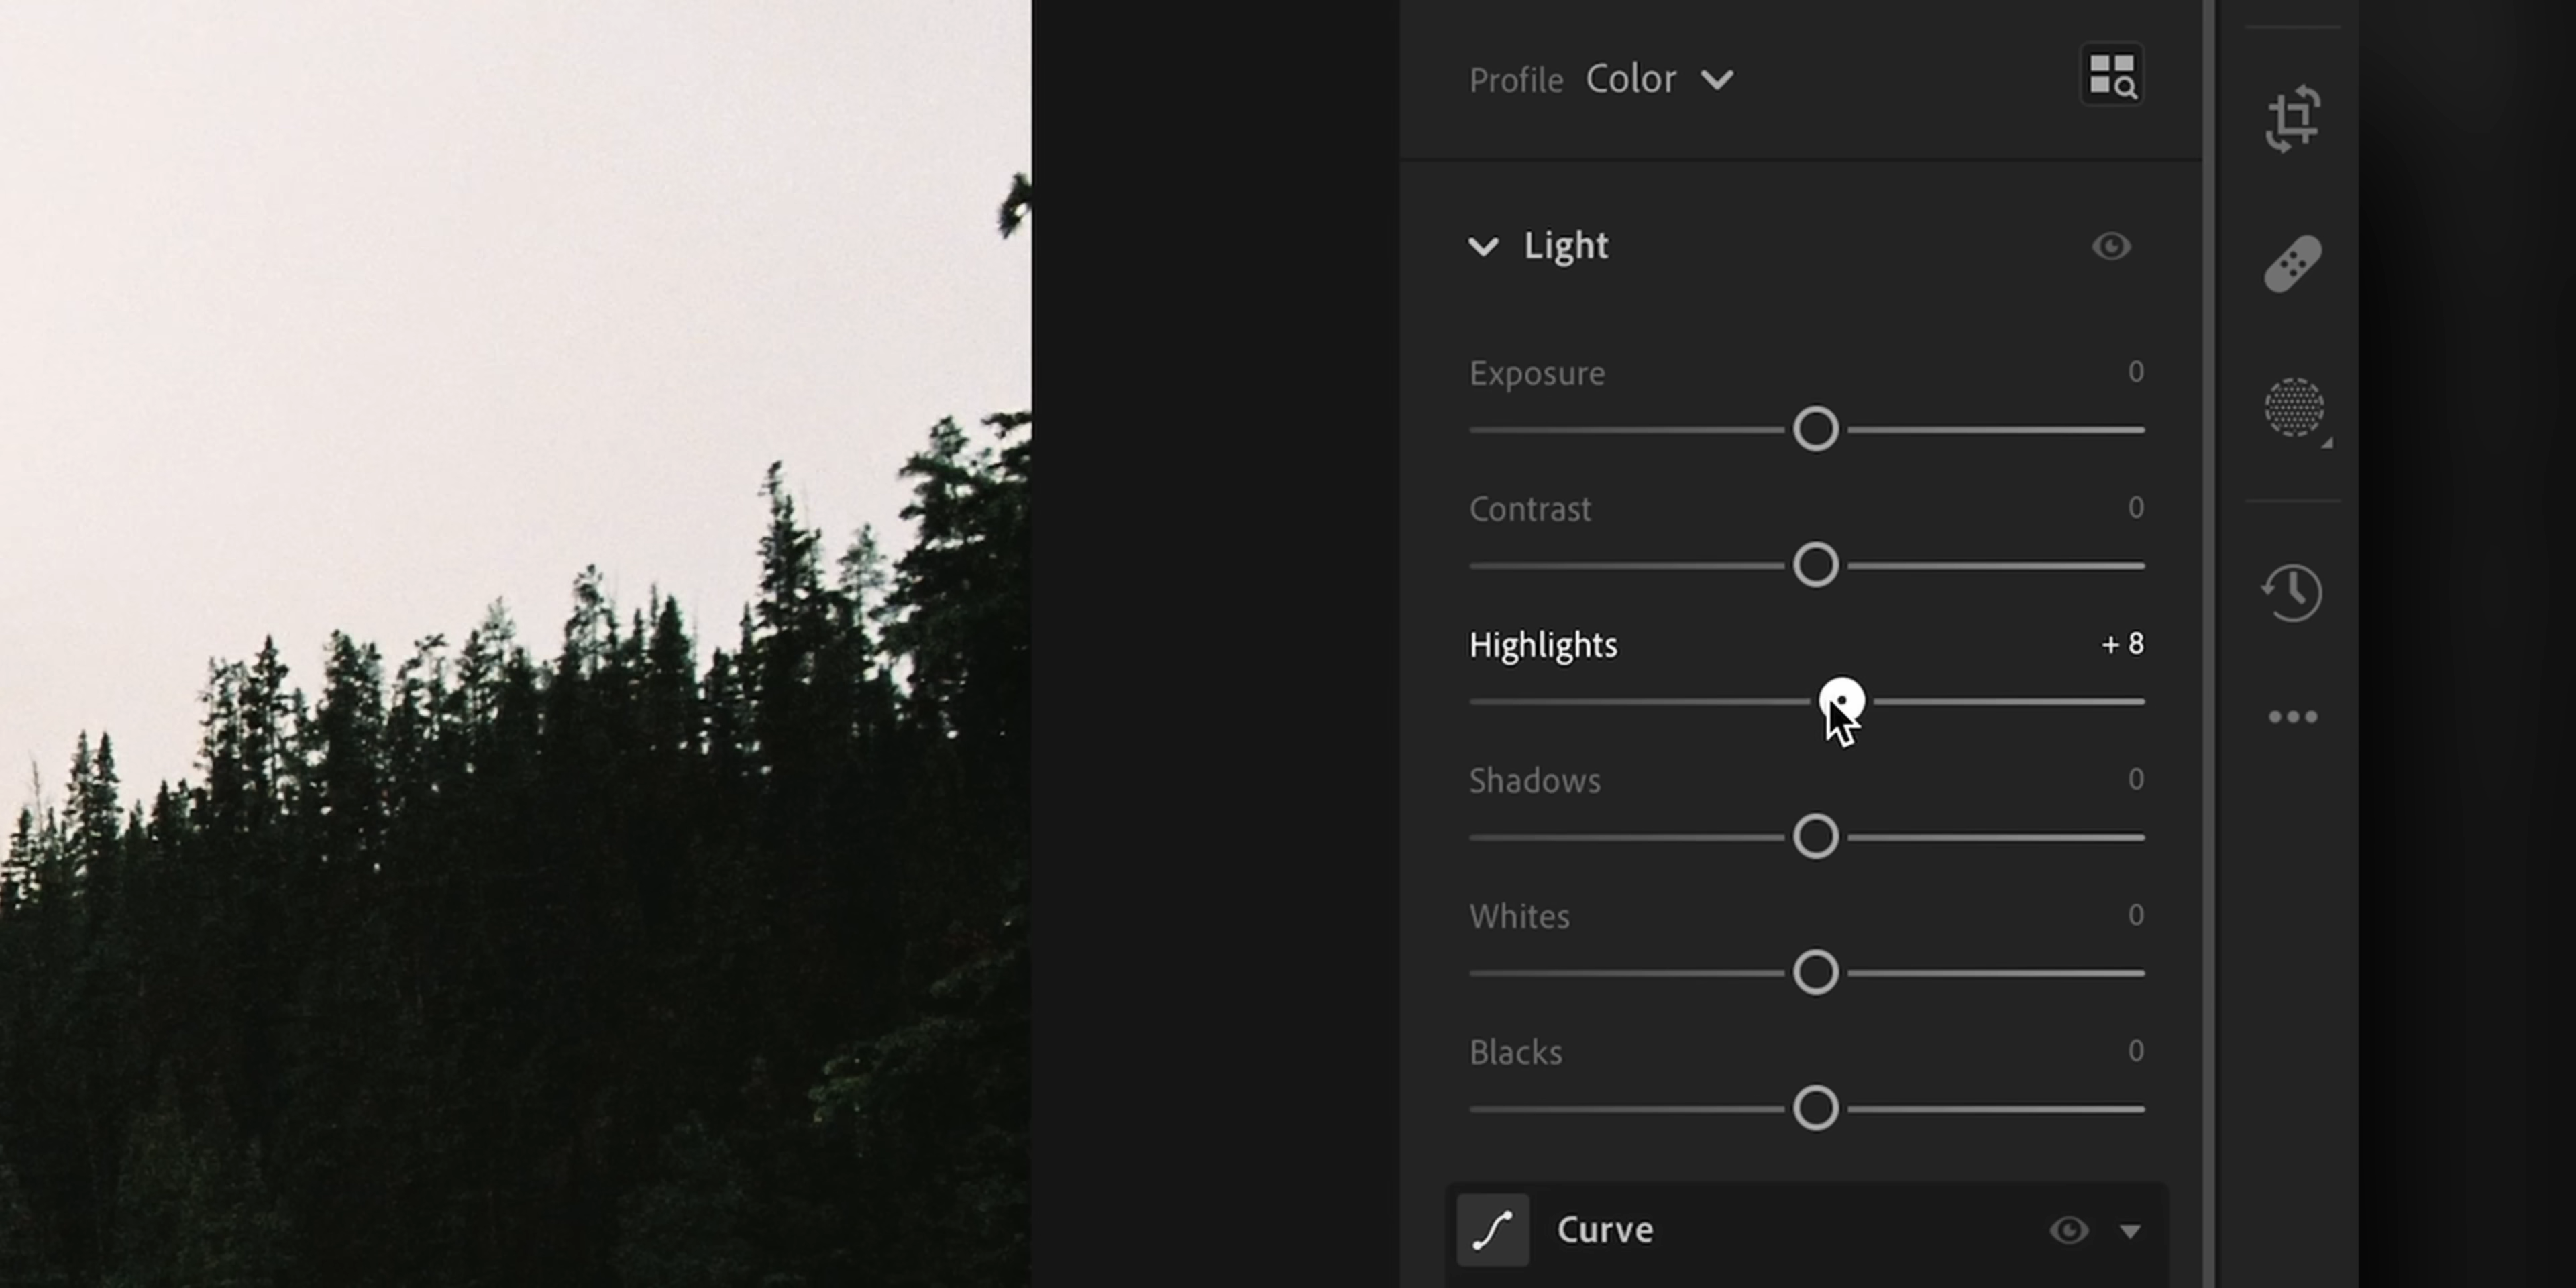 Profile Color
Light
Exposure 0
Contrast 0
Highlights + 8
Shadows 0
Whites 0
Blacks 0
Curve